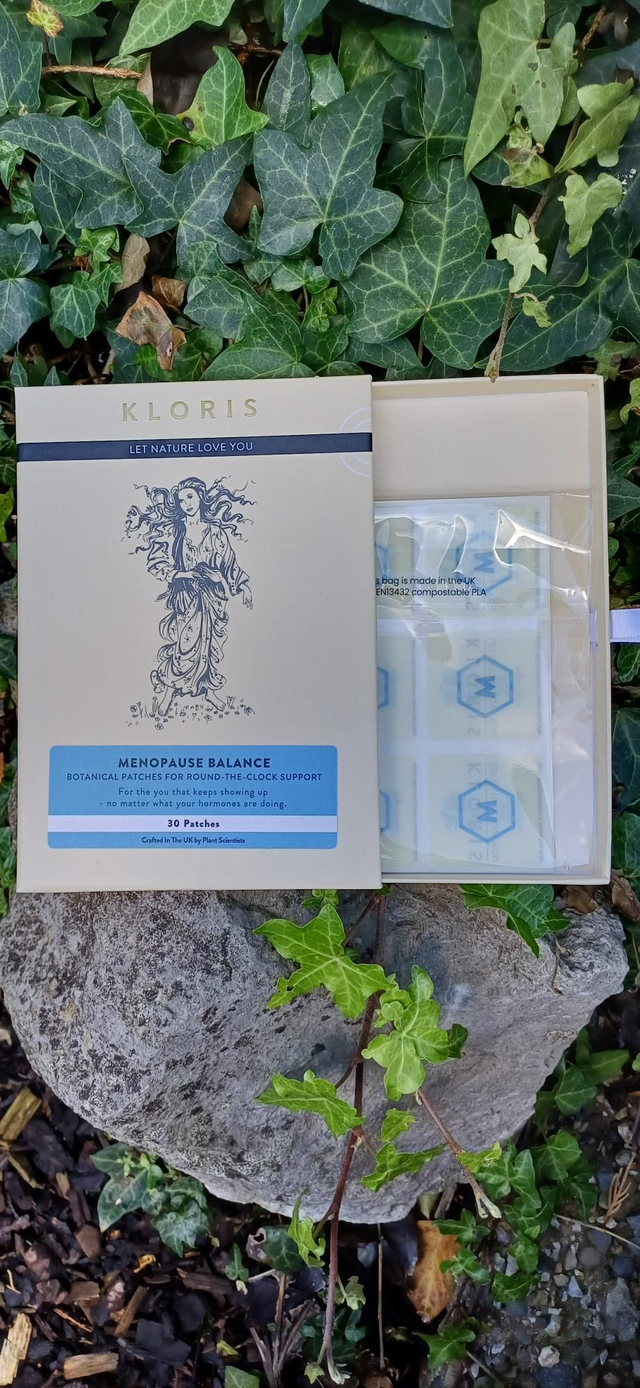 KLORIS
LET NATURE LOVE YOU
MENOPAUSE BALANCE
BOTANICAL PATCHES FOR ROUND-THE-CLOCK SUPPORT
For the you that keeps showing up
- no matter what your hormones are doing.
30 Patches
Crafted In The UK by Plant Scientists
bag is made in the UK
EN13432 compostable PLA